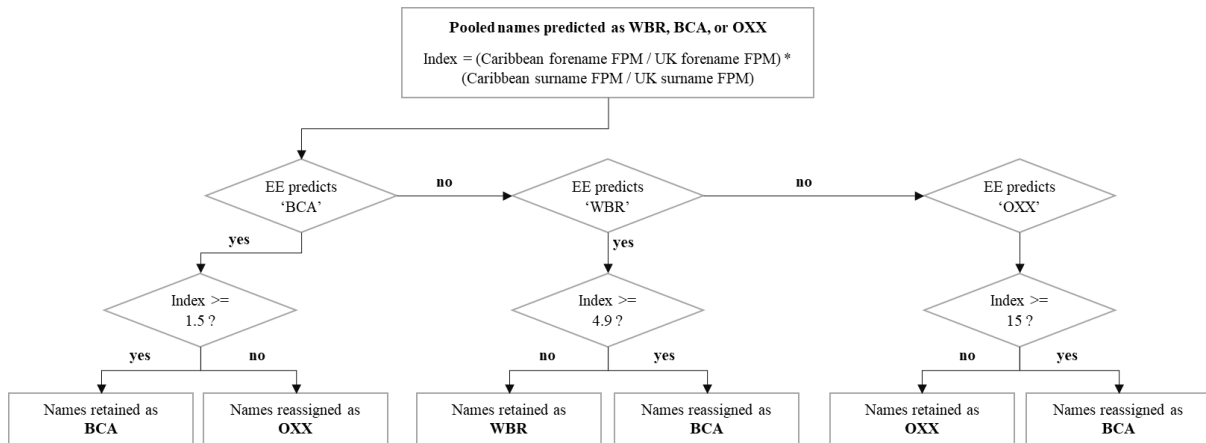 Pooled names predicted as WBR, BCA, or OXX
Index = (Caribbean forename FPM / UK forename FPM) *
(Caribbean surname FPM / UK surname FPM)
EE predicts
‘BCA’
no
EE predicts
‘WBR’
no
EE predicts
‘OXX’
yes
yes
Index >=
1.5 ?
Index >=
4.9 ?
Index >=
15 ?
yes
no
no
yes
no
yes
Names retained as
BCA
Names reassigned as
OXX
Names retained as
WBR
Names reassigned as
BCA
Names retained as
OXX
Names reassigned as
BCA